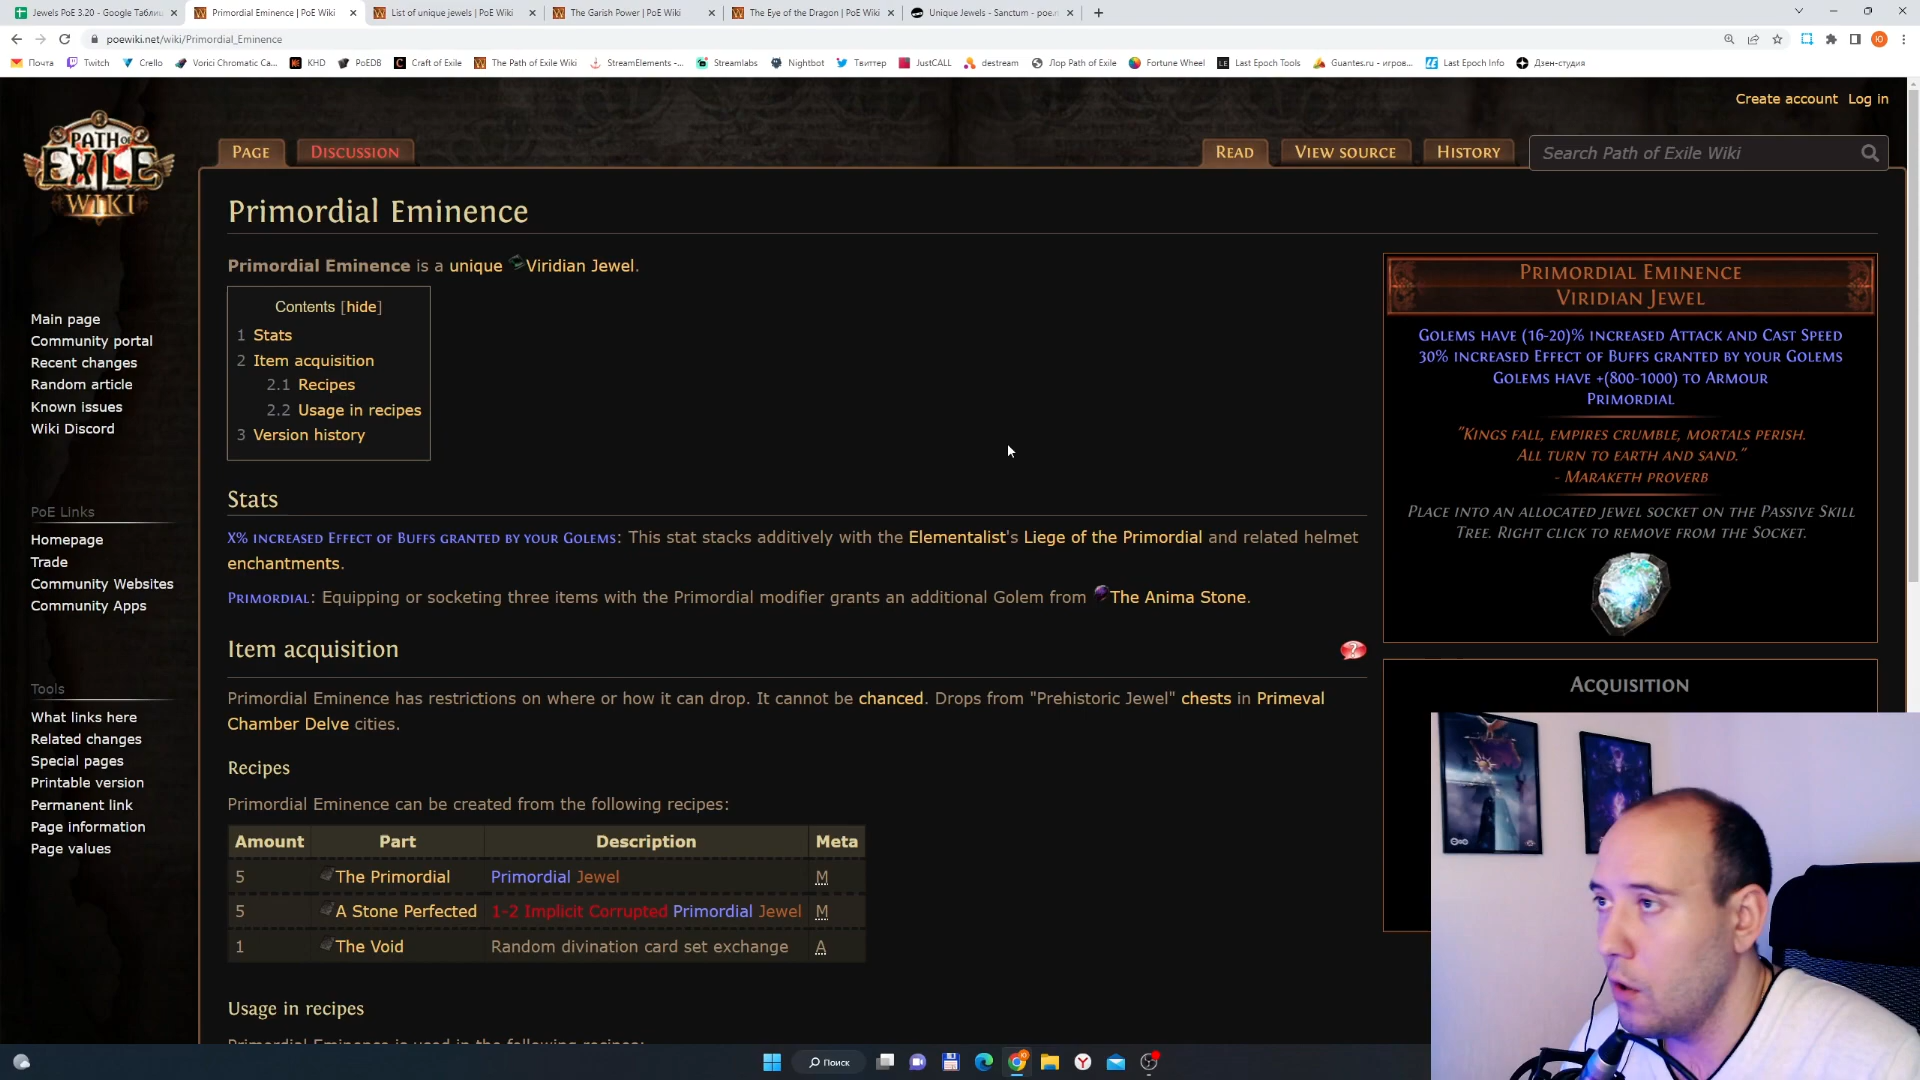 Jewels PoE 3.20 - Google Таблиц
Primordial Eminence | PoE Wiki
List of unique jewels | PoE Wiki
The Garish Power | PoE Wiki
The Eye of the Dragon | PoE Wiki
Unique Jewels - Sanctum - poe
poewiki.net/wiki/Primordial_Eminence
Почта
Twitch
Crello
Vorici Chromatic Ca...
KHD
PoEDB
Craft of Exile
The Path of Exile Wiki
StreamElements -...
Streamlabs
Nightbot
Твиттер
JustCALL
destream
Лор Path of Exile
Fortune Wheel
Last Epoch Tools
Guantes.ru - игров...
Last Epoch Info
Дзен-студия
Create account Log in
PATH OF EXILE WIKI
PAGE
DISCUSSION
READ
VIEW SOURCE
HISTORY
Search Path of Exile Wiki
Main page
Community portal
Recent changes
Random article
Known issues
Wiki Discord
PoE Links
Homepage
Trade
Community Websites
Community Apps
Tools
What links here
Related changes
Special pages
Printable version
Permanent link
Page information
Page values
Primordial Eminence
Primordial Eminence is a unique Viridian Jewel.
Contents [hide]
1 Stats
2 Item acquisition
2.1 Recipes
2.2 Usage in recipes
3 Version history
Stats
X% INCREASED EFFECT OF BUFFS GRANTED BY YOUR GOLEMS: This stat stacks additively with the Elementalist's Liege of the Primordial and related helmet
enchantments.
PRIMORDIAL: Equipping or socketing three items with the Primordial modifier grants an additional Golem from The Anima Stone.
Item acquisition
Primordial Eminence has restrictions on where or how it can drop. It cannot be chanced. Drops from "Prehistoric Jewel" chests in Primeval
Chamber Delve cities.
Recipes
Primordial Eminence can be created from the following recipes:
Amount Part Description Meta
5 The Primordial Primordial Jewel M
5 A Stone Perfected 1-2 Implicit Corrupted Primordial Jewel M
1 The Void Random divination card set exchange A
Usage in recipes
Primordial Eminence is used in the following recipes:
PRIMORDIAL EMINENCE
VIRIDIAN JEWEL
GOLEMS HAVE (16-20)% INCREASED ATTACK AND CAST SPEED
30% INCREASED EFFECT OF BUFFS GRANTED BY YOUR GOLEMS
GOLEMS HAVE +(800-1000) TO ARMOUR
PRIMORDIAL
"KINGS FALL, EMPIRES CRUMBLE, MORTALS PERISH.
ALL TURN TO EARTH AND SAND."
- MARAKETH PROVERB
PLACE INTO AN ALLOCATED JEWEL SOCKET ON THE PASSIVE SKILL
TREE. RIGHT CLICK TO REMOVE FROM THE SOCKET.
ACQUISITION
Поиск